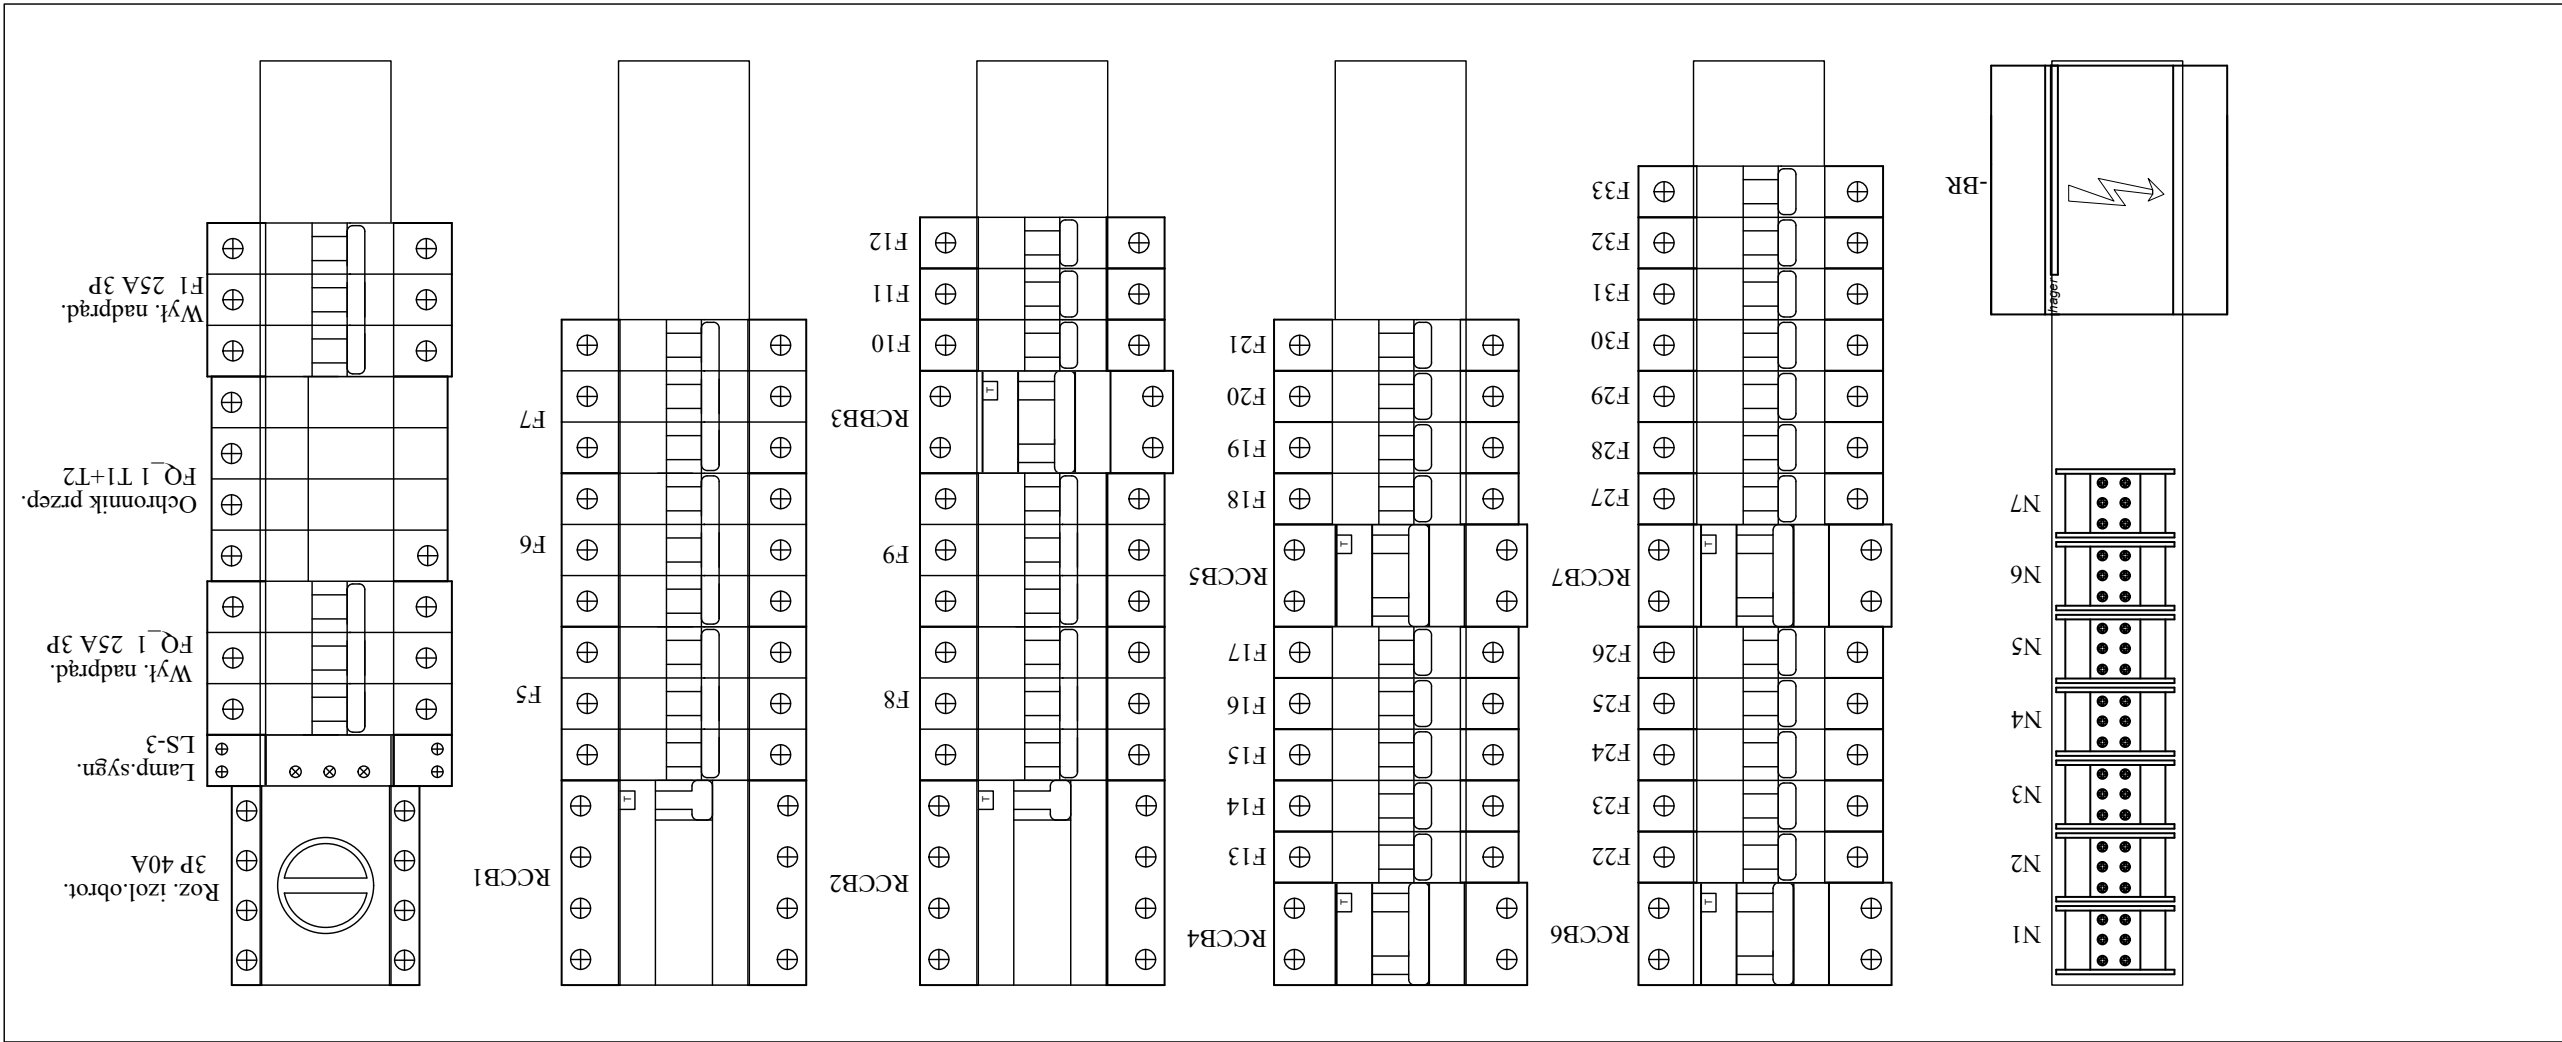 Roz. izol.obrot.
3P 40A
Lamp.sygn.
LS-3
Wył. nadprąd.
FQ_1 25A 3P
Ochronnik przep.
FQ_1 T1+T2
Wył. nadprąd.
F1 25A 3P
RCCB1
F5
F6
F7
T
RCCB2
F8
F9
RCBB3
F10
F11
F12
T
T
RCCB4
F13
F14
F15
F16
F17
RCCB5
F18
F19
F20
F21
T
T
RCCB6
F22
F23
F24
F25
F26
RCCB7
F27
F28
F29
F30
F31
F32
F33
T
T
N1
N2
N3
N4
N5
N6
N7
-BR
:hager